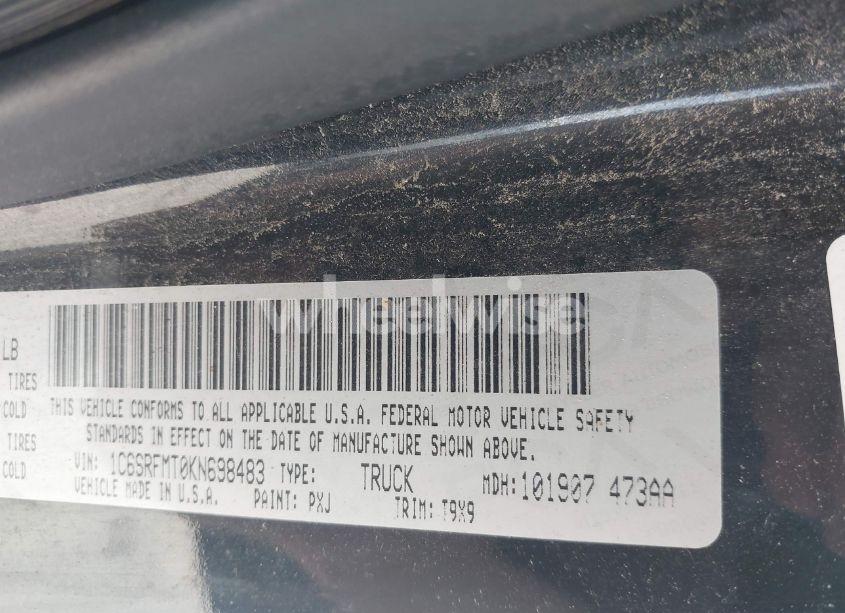 wheelwise
LB
TIRES
COLD
TIRES
COLD
THIS VEHICLE CONFORMS TO ALL APPLICABLE U.S.A. FEDERAL MOTOR VEHICLE SAFETY
STANDARDS IN EFFECT ON THE DATE OF MANUFACTURE SHOWN ABOVE.
VIN: 1C6SRFMT0KN698483 TYPE: TRUCK MDH: 101907 473AA
VEHICLE MADE IN U.S.A. PAINT: PXJ TRIM: T9X9